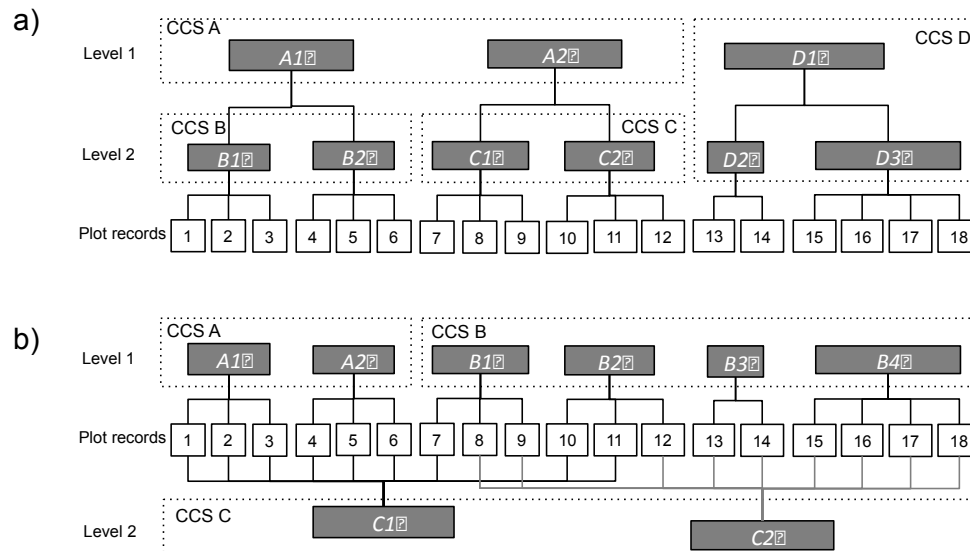 a)
CCS A
CCS D
Level 1
A1
A2
D1
CCS B
CCS C
Level 2
B1
B2
C1
C2
D2
D3
Plot records
1 2 3 4 5 6 7 8 9 10 11 12 13 14 15 16 17 18
b)
CCS A
CCS B
Level 1
A1
A2
B1
B2
B3
B4
Plot records
1 2 3 4 5 6 7 8 9 10 11 12 13 14 15 16 17 18
CCS C
Level 2
C1
C2